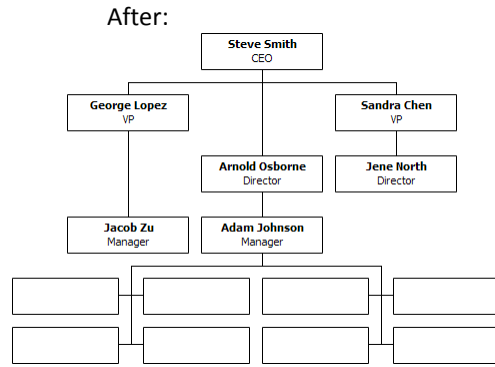 After:
Steve Smith
CEO
George Lopez
VP
Sandra Chen
VP
Arnold Osborne
Director
Jene North
Director
Jacob Zu
Manager
Adam Johnson
Manager